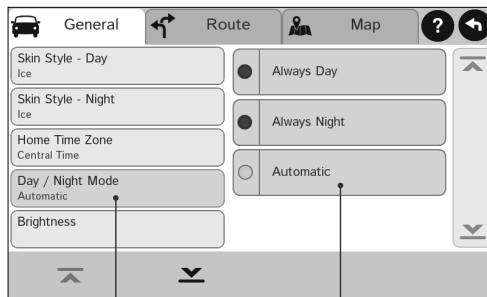 General
Route
Map
?
Skin Style - Day
Ice
Skin Style - Night
Ice
Home Time Zone
Central Time
Day / Night Mode
Automatic
Brightness
Always Day
Always Night
Automatic